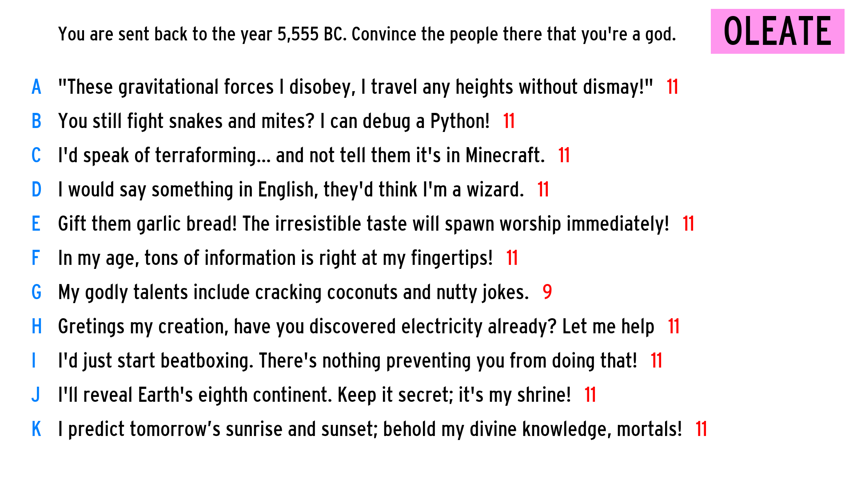 You are sent back to the year 5,555 BC. Convince the people there that you're a god.
OLEATE
A "These gravitational forces I disobey, I travel any heights without dismay!" 11
B You still fight snakes and mites? I can debug a Python! 11
C I'd speak of terraforming... and not tell them it's in Minecraft. 11
D I would say something in English, they'd think I'm a wizard. 11
E Gift them garlic bread! The irresistible taste will spawn worship immediately! 11
F In my age, tons of information is right at my fingertips! 11
G My godly talents include cracking coconuts and nutty jokes. 9
H Gretings my creation, have you discovered electricity already? Let me help 11
I I'd just start beatboxing. There's nothing preventing you from doing that! 11
J I'll reveal Earth's eighth continent. Keep it secret; it's my shrine! 11
K I predict tomorrow’s sunrise and sunset; behold my divine knowledge, mortals! 11